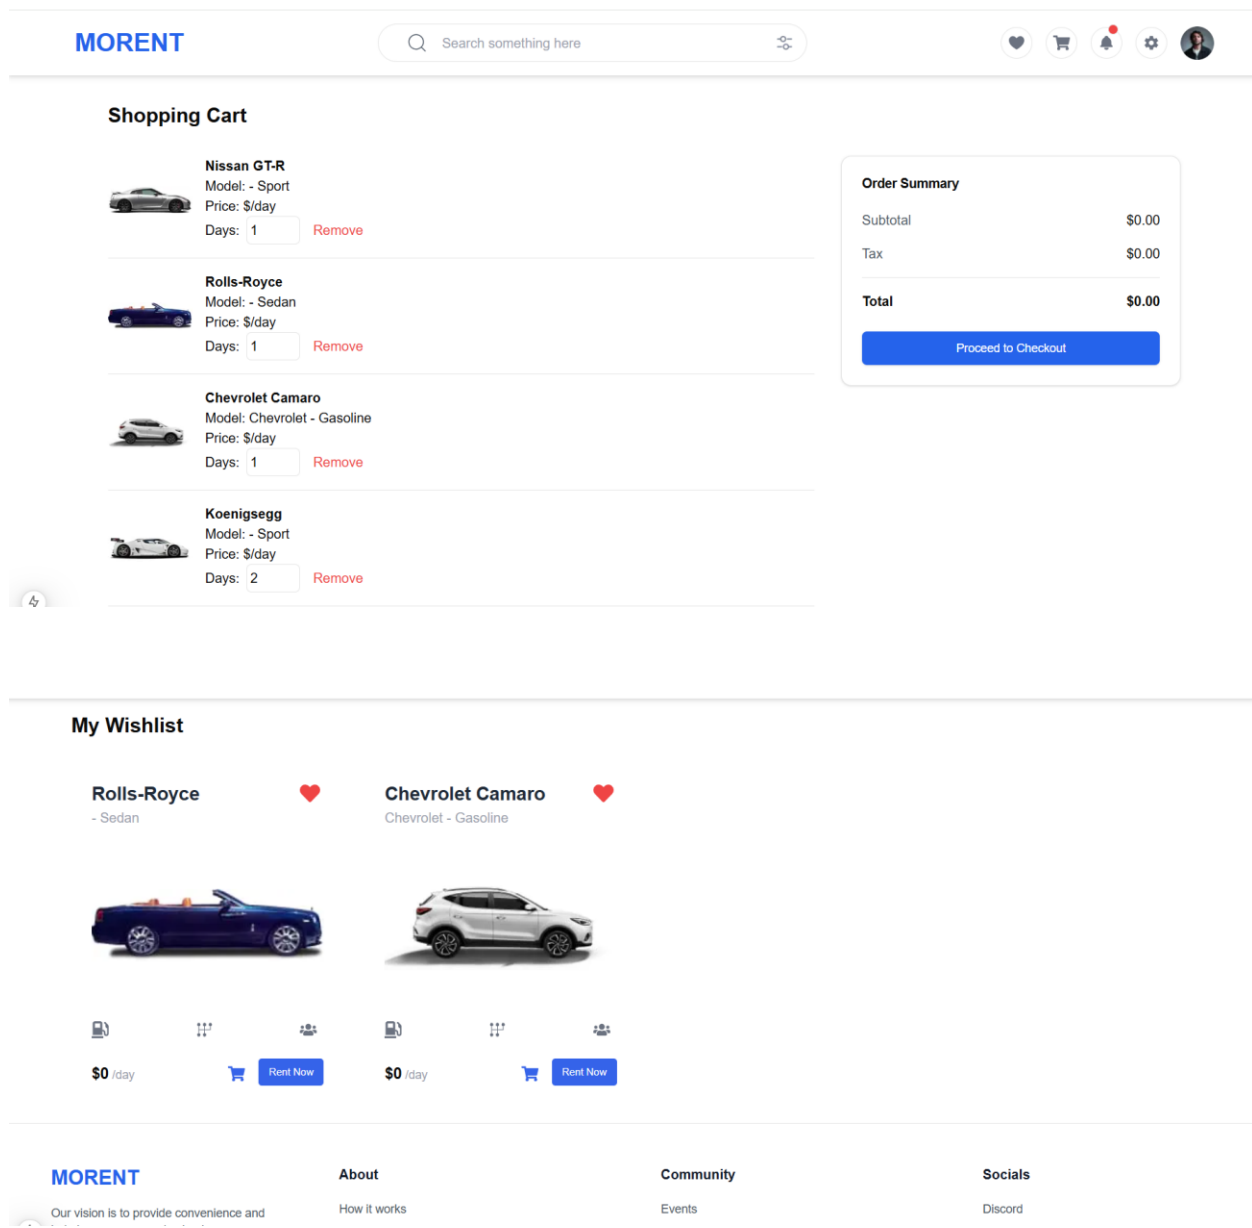 MORENT
Search something here
Shopping Cart
Nissan GT-R
Model: - Sport
Price: $/day
Days: 1 Remove
Rolls-Royce
Model: - Sedan
Price: $/day
Days: 1 Remove
Chevrolet Camaro
Model: Chevrolet - Gasoline
Price: $/day
Days: 1 Remove
Koenigsegg
Model: - Sport
Price: $/day
Days: 2 Remove
Order Summary
Subtotal $0.00
Tax $0.00
Total $0.00
Proceed to Checkout
My Wishlist
Rolls-Royce
- Sedan
$0 /day Rent Now
Chevrolet Camaro
Chevrolet - Gasoline
$0 /day Rent Now
MORENT
Our vision is to provide convenience and
About
How it works
Community
Events
Socials
Discord